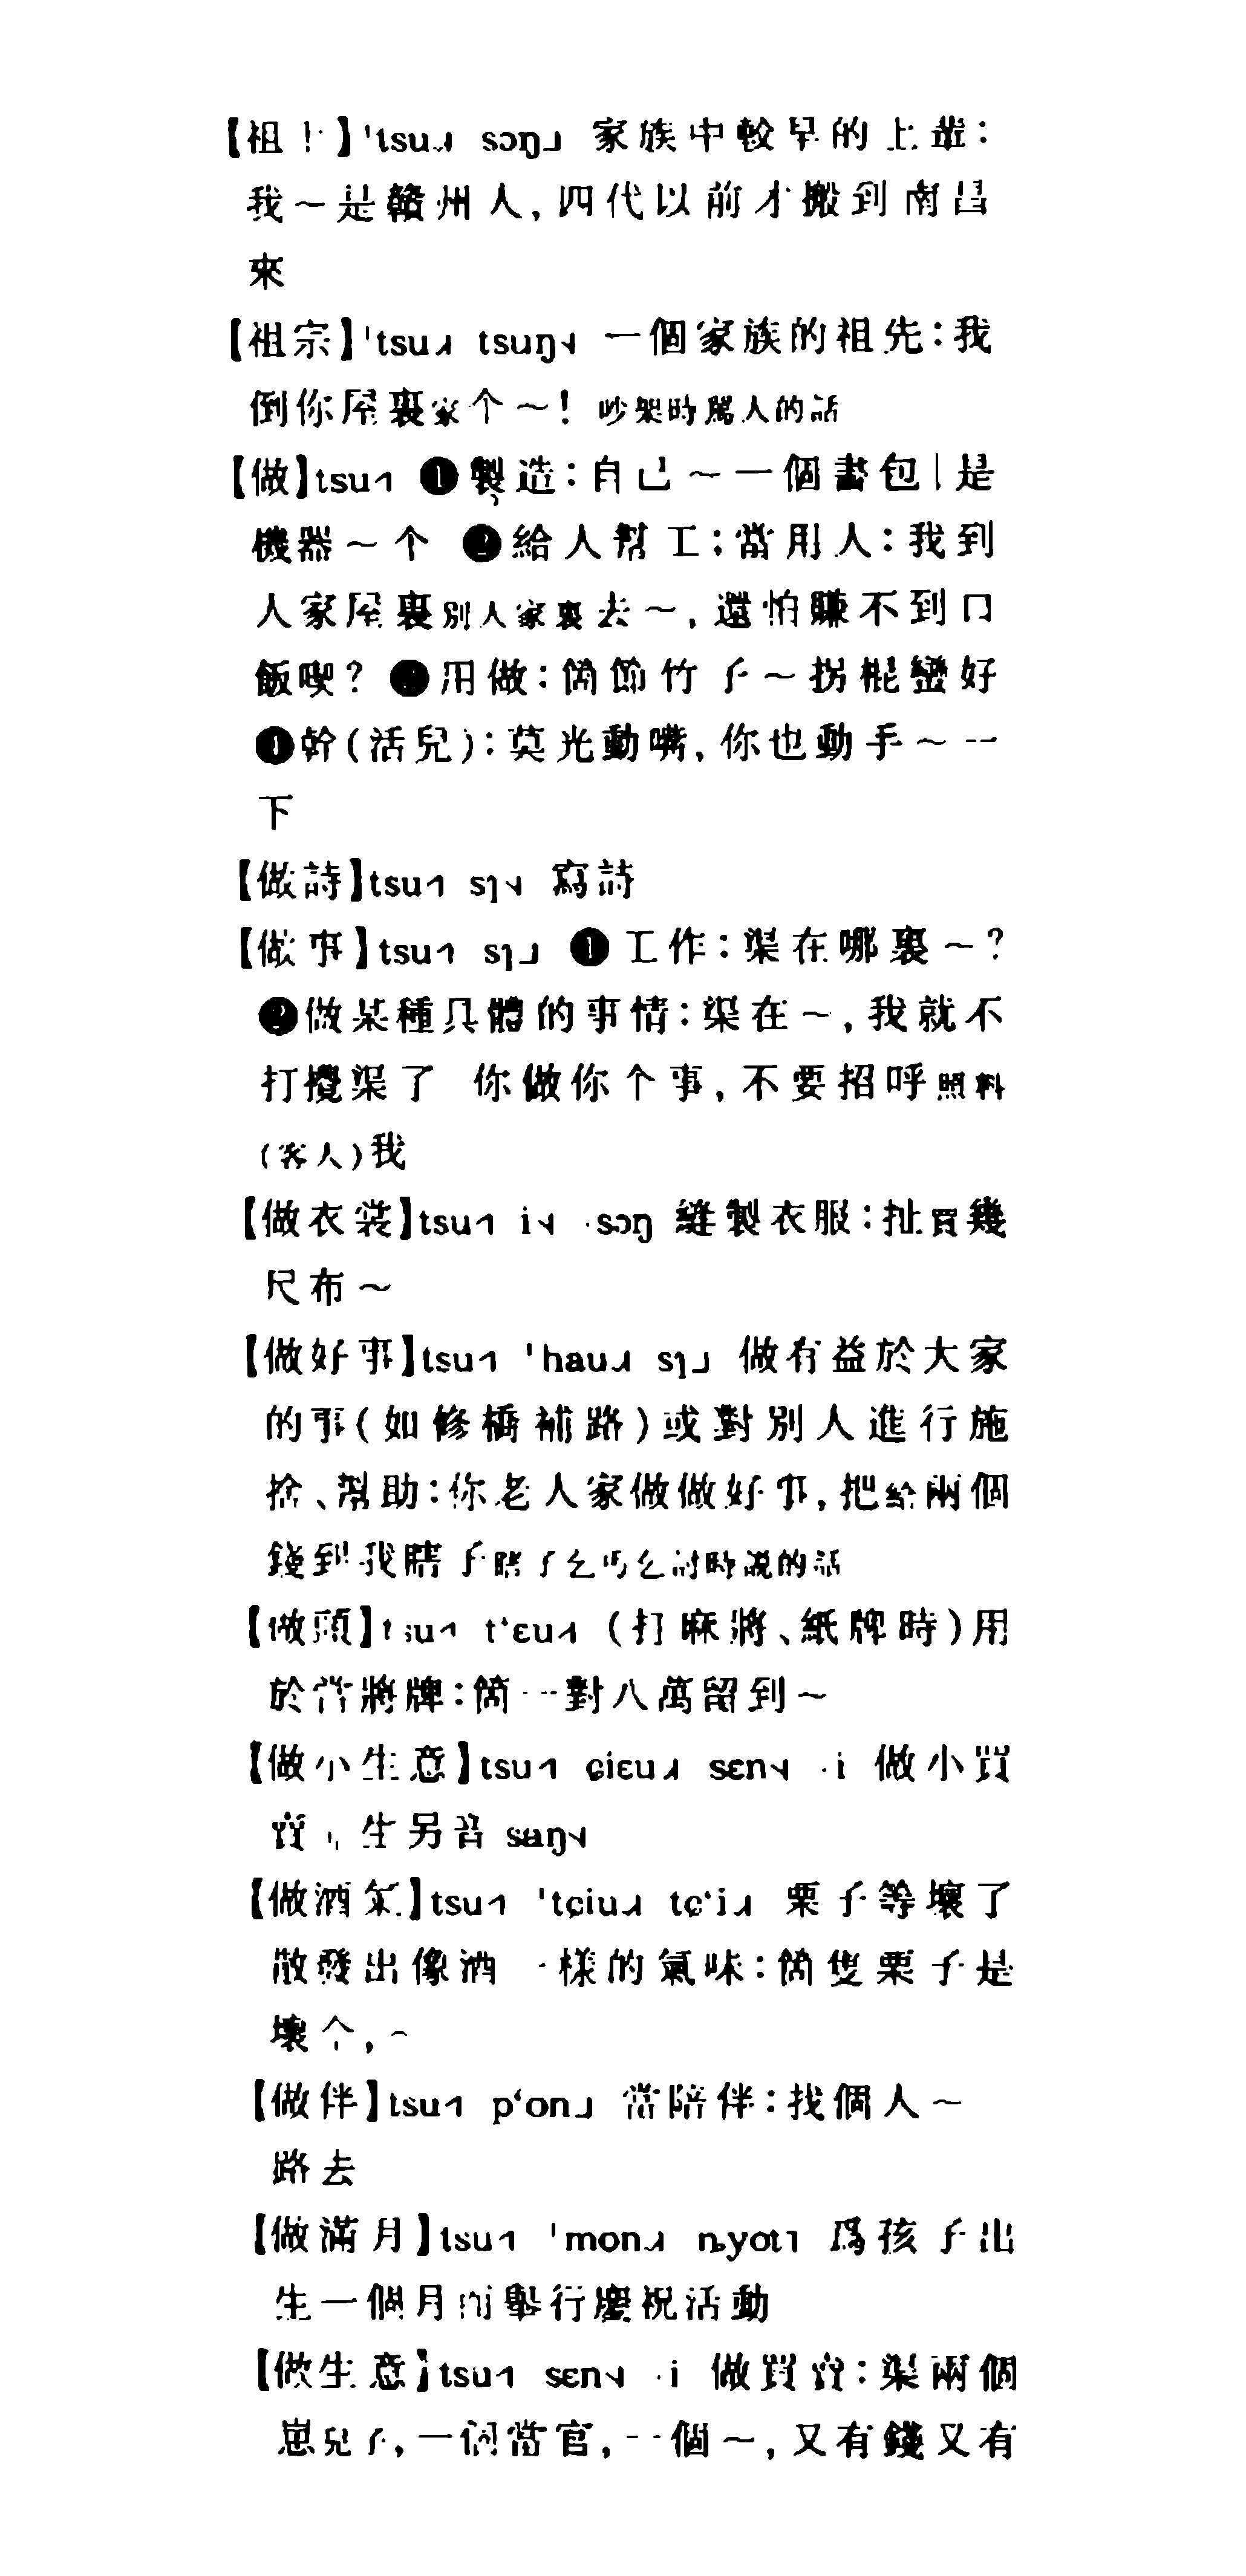 【祖上】ˈtsu˩˧ sɔŋ˩ 家族中較早的上輩：
我～是贛州人，四代以前才搬到南昌
來
【祖宗】ˈtsu˩˧ tsuŋ˦˨ 一個家族的祖先：我
倒你屋裏家个～！吵架時駡人的話
【做】tsu˦˥ ❶製造：自己～一個書包|是
機器～个 ❷給人幫工；當用人：我到
人家屋裏别人家裏去～，還怕賺不到口
飯喫？❸用做：箇節竹子～拐棍蠻好
❹幹（活兒）：莫光動嘴，你也動手～一
下
【做詩】tsu˦˥ sɿ˦˨ 寫詩
【做事】tsu˦˥ sɿ˩ ❶工作：渠在哪裏～？
❷做某種具體的事情：渠在～，我就不
打攪渠了 你做你个事，不要招呼照料
（客人）我
【做衣裳】tsu˦˥ i˦˨ ·sɔŋ 縫製衣服：扯買幾
尺布～
【做好事】tsu˦˥ ˈhau˩˧ sɿ˩ 做有益於大家
的事（如修橋補路）或對别人進行施
捨、幫助：你老人家做做好事，把給兩個
錢到我瞎子瞎子乞丐乞討時説的話
【做頭】tsu˦˥ tʻɛu˦˥ （打麻將、紙牌時）用
於當將牌：箇一對八萬留到～
【做小生意】tsu˦˥ ɕiɛu˩˧ sɛn˦˨ ·i 做小買
賣 生另音 saŋ˦˨
【做酒氣】tsu˦˥ ˈtɕiu˩˧ tɕʻi˩˧ 栗子等壞了
散發出像酒一樣的氣味：箇隻栗子是
壞个，～
【做伴】tsu˦˥ pʻon˩ 當陪伴：找個人～
路去
【做滿月】tsu˦˥ ˈmon˩˧ ȵyot˥ 爲孩子出
生一個月而舉行慶祝活動
【做生意】tsu˦˥ sɛn˦˨ ·i 做買賣：渠兩個
崽兒子，一個當官，一個～，又有錢又有